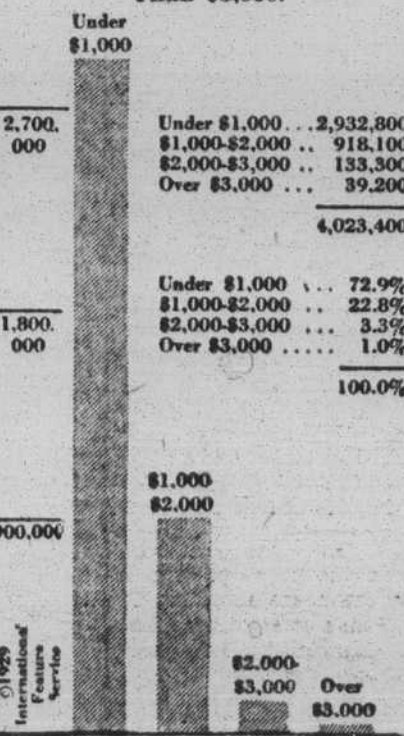 Under
$1,000
2,700,
000
Under $1,000 ... 2,932,800
$1,000-$2,000 .. 918,100
$2,000-$3,000 .. 133,300
Over $3,000 ... 39,200
4,023,400
Under $1,000 ... 72.9%
$1,000-$2,000 .. 22.8%
$2,000-$3,000 ... 3.3%
Over $3,000 ..... 1.0%
100.0%
1,800,
000
$1,000
$2,000
900,000
©1929
International
Feature
Service
$2,000-
$3,000
Over
$3,000